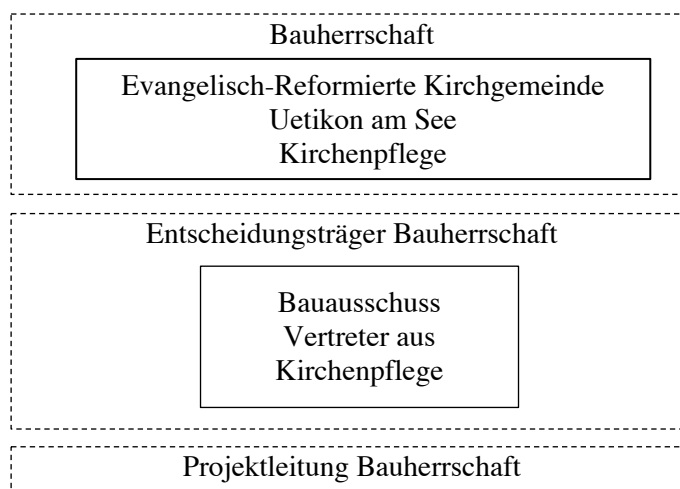 Bauherrschaft
Evangelisch-Reformierte Kirchgemeinde
Uetikon am See
Kirchenpflege
Entscheidungsträger Bauherrschaft
Bauausschuss
Vertreter aus
Kirchenpflege
Projektleitung Bauherrschaft